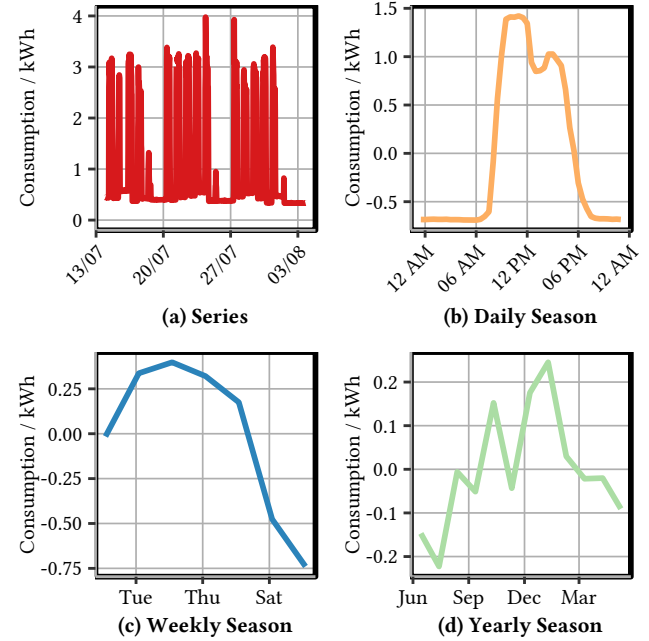 Consumption / kWh
4
3
2
1
0
13/07
20/07
27/07
03/08
(a) Series
Consumption / kWh
1.5
1.0
0.5
0.0
-0.5
12 AM
06 AM
12 PM
06 PM
12 AM
(b) Daily Season
Consumption / kWh
0.25
0.00
-0.25
-0.50
-0.75
Tue
Thu
Sat
(c) Weekly Season
Consumption / kWh
0.2
0.1
0.0
-0.1
-0.2
Jun
Sep
Dec
Mar
(d) Yearly Season